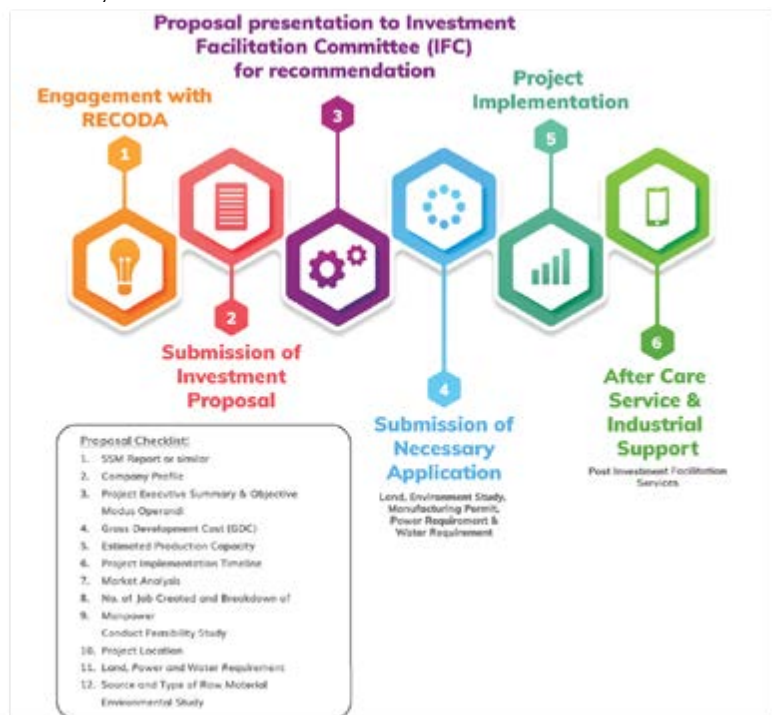 Proposal presentation to Investment
Facilitation Committee (IFC)
for recommendation
Engagement with
RECODA
1
2
Submission of
Investment
Proposal
3
4
Submission of
Necessary
Application
Land, Environment Study,
Manufacturing Permit,
Power Requirement &
Water Requirement
Project
Implementation
5
6
After Care
Service &
Industrial
Support
Post Investment Facilitation
Services
Proposal Checklist:
1. SSM Report or similar
2. Company Profile
3. Project Executive Summary & Objective
Modus Operandi
4. Gross Development Cost (GDC)
5. Estimated Production Capacity
6. Project Implementation Timeline
7. Market Analysis
8. No. of Job Created and Breakdown of
9. Manpower
Conduct Feasibility Study
10. Project Location
11. Land, Power and Water Requirement
12. Source and Type of Raw Material
Environmental Study